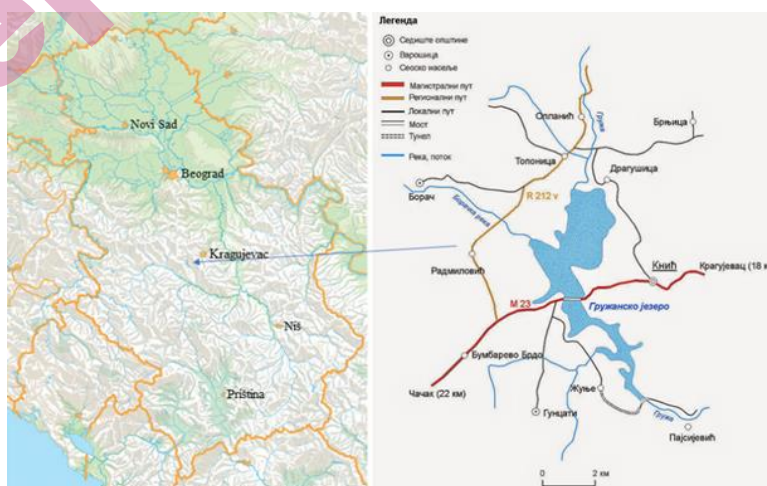 Novi Sad
Beograd
Kragujevac
Niš
Priština
Легенда
Седиште општине
Варошица
Сеоско насеље
Магистрални пут
Регионални пут
Локални пут
Мост
Тунел
Река, поток
Опланић
Гружа
Брњица
Топоница
Драгушица
Борач
R 212 v
Борачка река
Радмиловић
Кнић
Крагујевац (18 к
M 23
Гружанско језеро
Бумбарево Брдо
Чачак (22 км)
Жуње
Гунцати
Гружа
Пајсијевић
0 2 км